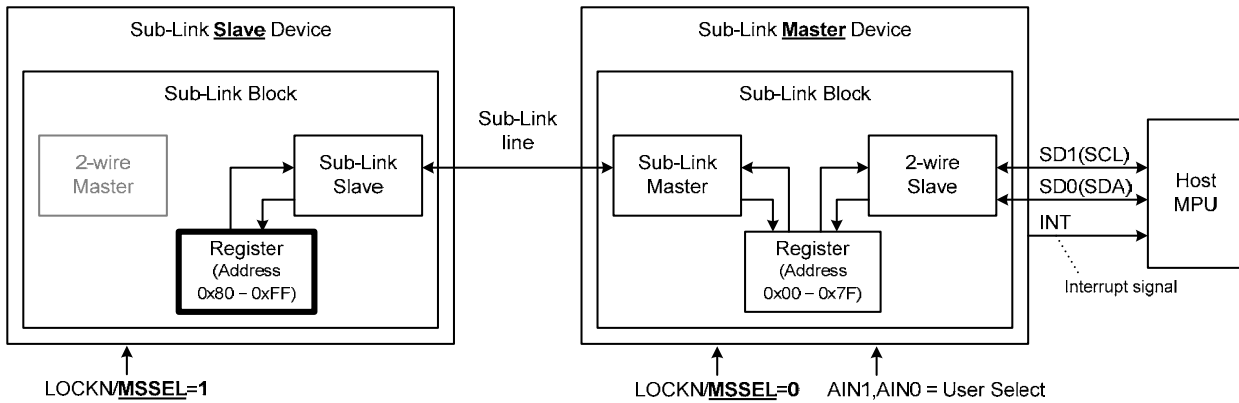 Sub-Link Slave Device
Sub-Link Block
2-wire
Master
Sub-Link
Slave
Register
(Address
0x80 – 0xFF)
LOCKN/MSSEL=1
Sub-Link
line
Sub-Link Master Device
Sub-Link Block
Sub-Link
Master
2-wire
Slave
Register
(Address
0x00 – 0x7F)
LOCKN/MSSEL=0
AIN1,AIN0 = User Select
SD1(SCL)
SD0(SDA)
INT
Interrupt signal
Host
MPU